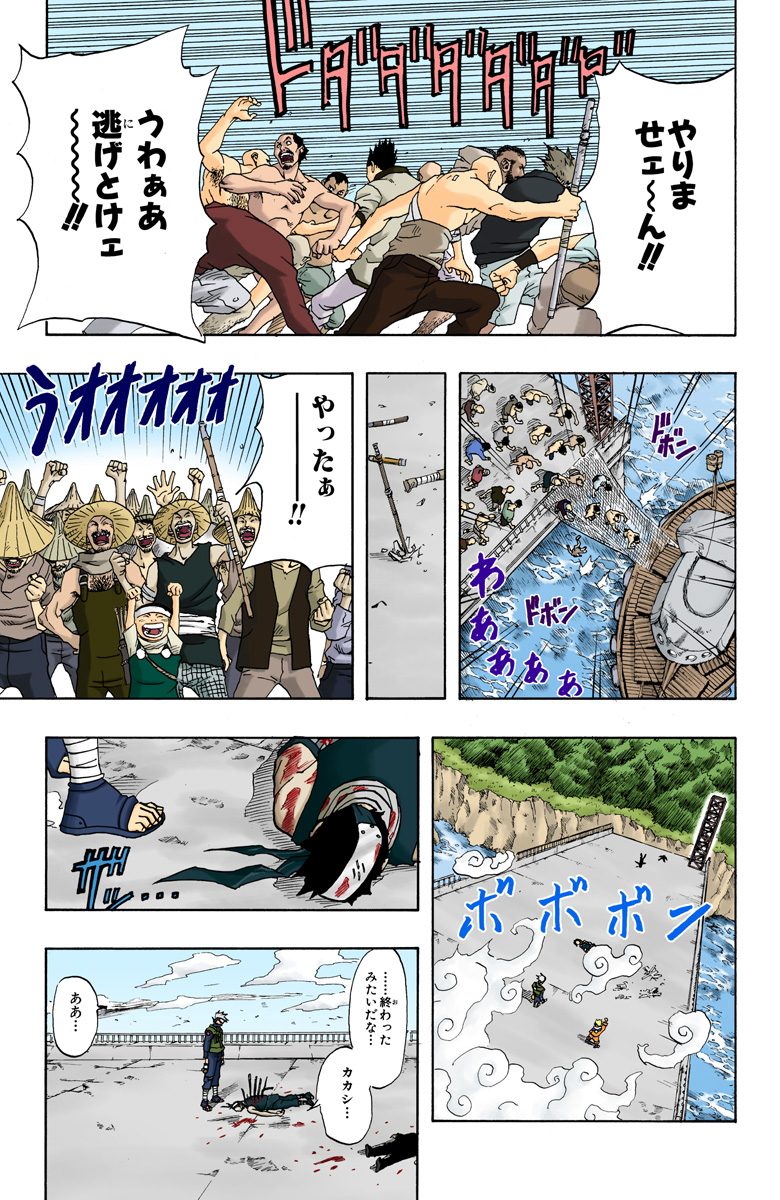 ドダダダダダ
やりま
せェ～ん!!
うわぁあ
逃げとけェ
～～～～!!
に
ドボン
ドボン
わああああ
やったぁ
――!!
うオオオオオ
ボボボン
ザッ…‥
……終わった
みたいだな…
お
カカシ…
ああ…